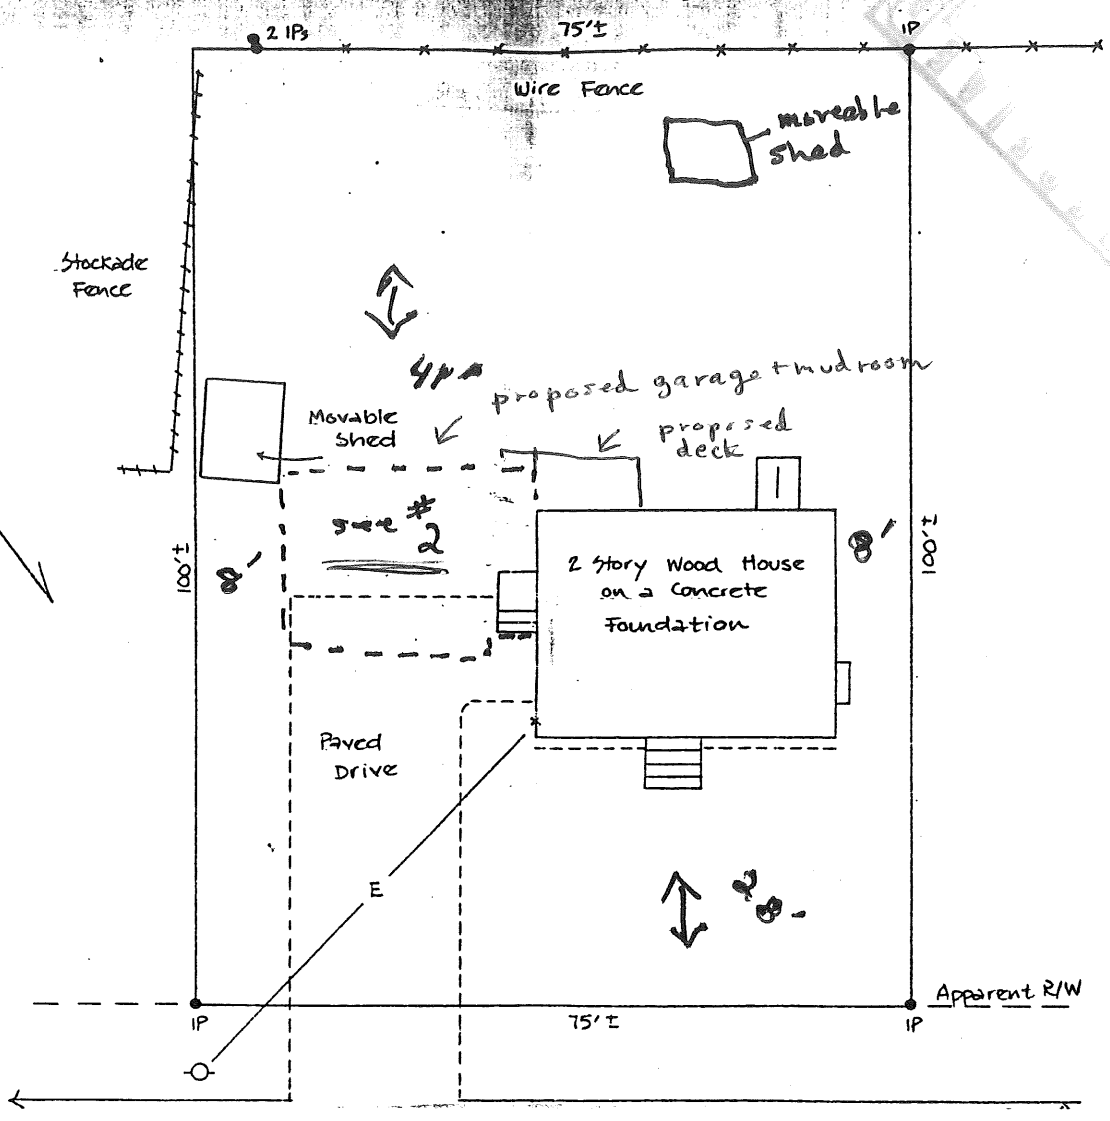 2 IPs
75'±
IP
Wire Fence
moveable
shed
Stockade
Fence
proposed garage + mudroom
Movable
Shed
proposed
deck
see #2
100'±
8'
8'
100'±
2 Story Wood House
on a Concrete
Foundation
Paved
Drive
E
Apparent R/W
IP
75'±
IP